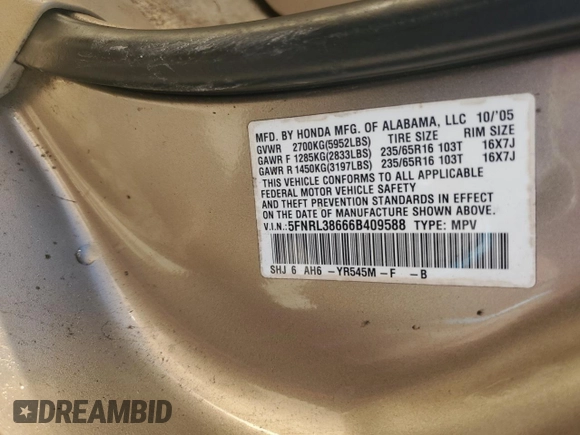 MFD. BY HONDA MFG. OF ALABAMA, LLC 10/'05
GVWR 2700KG(5952LBS) TIRE SIZE RIM SIZE
GAWR F 1285KG(2833LBS) 235/65R16 103T 16X7J
GAWR R 1450KG(3197LBS) 235/65R16 103T 16X7J
THIS VEHICLE CONFORMS TO ALL APPLICABLE
FEDERAL MOTOR VEHICLE SAFETY
AND THEFT PREVENTION STANDARDS IN EFFECT
ON THE DATE OF MANUFACTURE SHOWN ABOVE.
V.I.N.:5FNRL38666B409588 TYPE: MPV
SHJ 6 AH6 -YR545M -F -B
DREAMBID